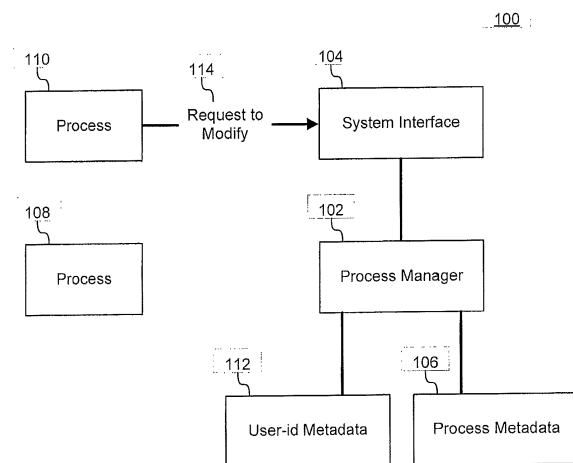 100
110
114
104
Process
Request to
Modify
System Interface
108
102
Process
Process Manager
112
106
User-id Metadata
Process Metadata